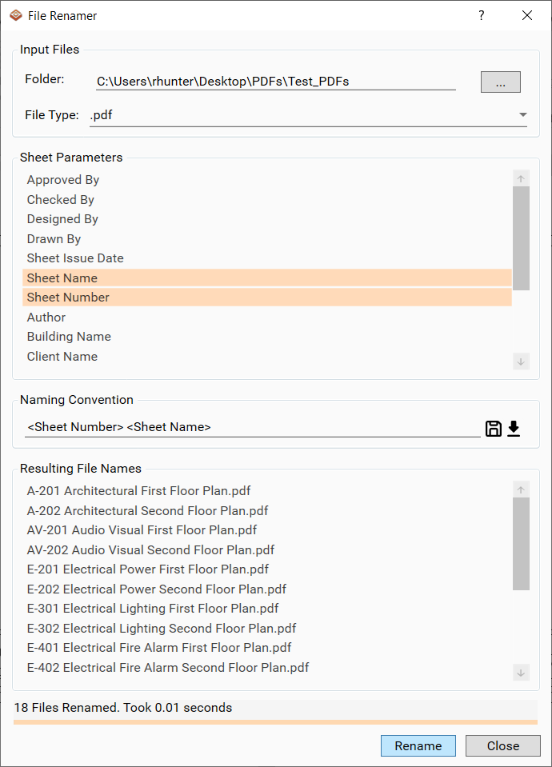 File Renamer ? ×
Input Files
Folder: C:\Users\rhunter\Desktop\PDFs\Test_PDFs ...
File Type: .pdf
Sheet Parameters
Approved By
Checked By
Designed By
Drawn By
Sheet Issue Date
Sheet Name
Sheet Number
Author
Building Name
Client Name
Naming Convention
<Sheet Number> <Sheet Name>
Resulting File Names
A-201 Architectural First Floor Plan.pdf
A-202 Architectural Second Floor Plan.pdf
AV-201 Audio Visual First Floor Plan.pdf
AV-202 Audio Visual Second Floor Plan.pdf
E-201 Electrical Power First Floor Plan.pdf
E-202 Electrical Power Second Floor Plan.pdf
E-301 Electrical Lighting First Floor Plan.pdf
E-302 Electrical Lighting Second Floor Plan.pdf
E-401 Electrical Fire Alarm First Floor Plan.pdf
E-402 Electrical Fire Alarm Second Floor Plan.pdf
18 Files Renamed. Took 0.01 seconds
Rename Close